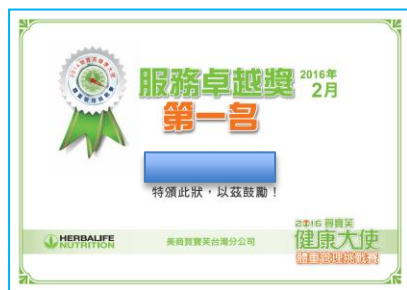 服務卓越獎
2016年
2月
第一名
特頒此狀,以茲鼓勵!
HERBALIFE
NUTRITION
美商賀寶芙台灣分公司
2016 賀寶芙
健康大使
體重管理挑戰賽